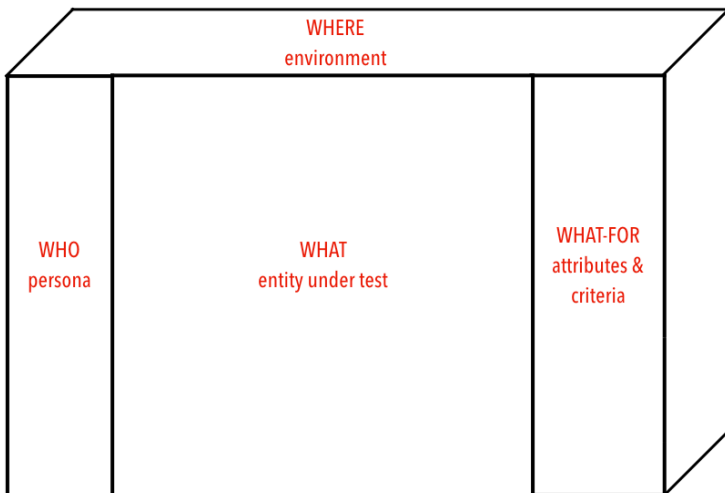 WHERE
environment
WHO
persona
WHAT
entity under test
WHAT-FOR
attributes &
criteria